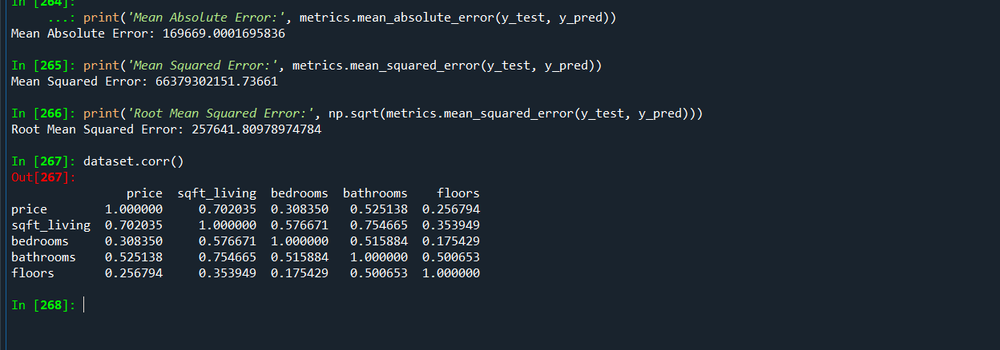 In [264]:
...: print('Mean Absolute Error:', metrics.mean_absolute_error(y_test, y_pred))
Mean Absolute Error: 169669.0001695836
In [265]: print('Mean Squared Error:', metrics.mean_squared_error(y_test, y_pred))
Mean Squared Error: 66379302151.73661
In [266]: print('Root Mean Squared Error:', np.sqrt(metrics.mean_squared_error(y_test, y_pred)))
Root Mean Squared Error: 257641.80978974784
In [267]: dataset.corr()
Out[267]:
price sqft_living bedrooms bathrooms floors
price 1.000000 0.702035 0.308350 0.525138 0.256794
sqft_living 0.702035 1.000000 0.576671 0.754665 0.353949
bedrooms 0.308350 0.576671 1.000000 0.515884 0.175429
bathrooms 0.525138 0.754665 0.515884 1.000000 0.500653
floors 0.256794 0.353949 0.175429 0.500653 1.000000
In [268]: